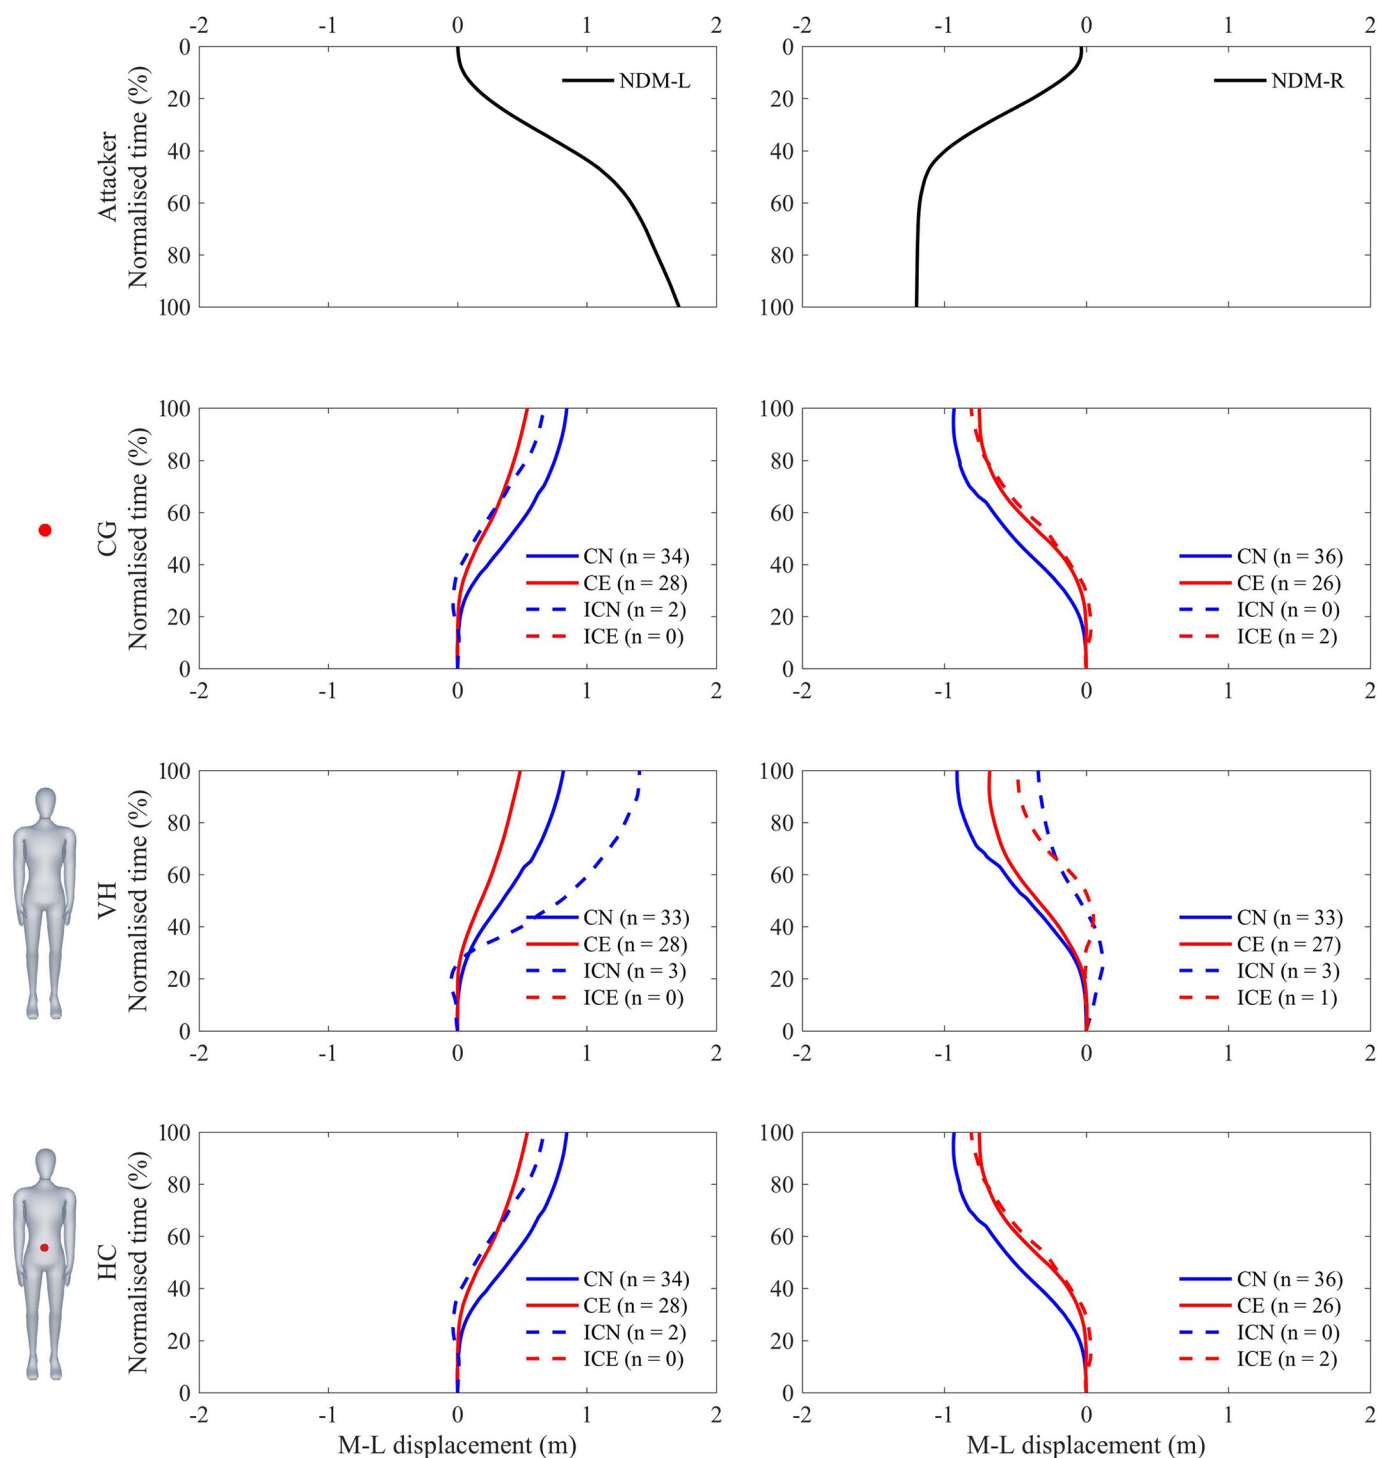 -2 -1 0 1 2
-2 -1 0 1 2
0
20
40
60
80
100
Attacker
Normalised time (%)
NDM-L
0
20
40
60
80
100
NDM-R
100
80
60
40
20
0
CG
Normalised time (%)
CN (n = 34)
CE (n = 28)
ICN (n = 2)
ICE (n = 0)
-2 -1 0 1 2
100
80
60
40
20
0
CN (n = 36)
CE (n = 26)
ICN (n = 0)
ICE (n = 2)
-2 -1 0 1 2
100
80
60
40
20
0
VH
Normalised time (%)
CN (n = 33)
CE (n = 28)
ICN (n = 3)
ICE (n = 0)
-2 -1 0 1 2
100
80
60
40
20
0
CN (n = 33)
CE (n = 27)
ICN (n = 3)
ICE (n = 1)
-2 -1 0 1 2
100
80
60
40
20
0
HC
Normalised time (%)
CN (n = 34)
CE (n = 28)
ICN (n = 2)
ICE (n = 0)
-2 -1 0 1 2
M-L displacement (m)
100
80
60
40
20
0
CN (n = 36)
CE (n = 26)
ICN (n = 0)
ICE (n = 2)
-2 -1 0 1 2
M-L displacement (m)